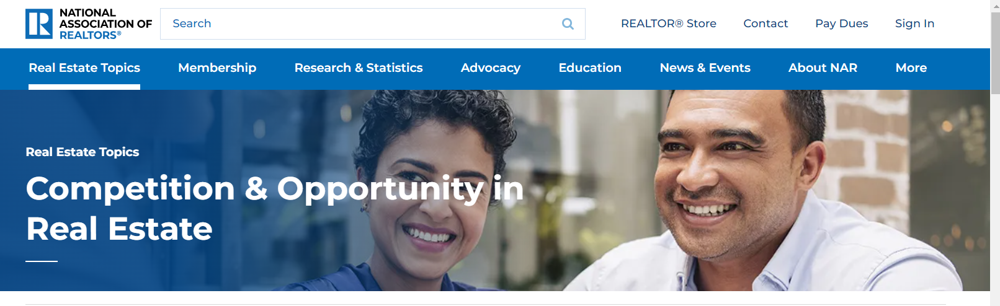 NATIONAL
ASSOCIATION OF
REALTORS®
Search
REALTOR® Store Contact Pay Dues Sign In
Real Estate Topics Membership Research & Statistics Advocacy Education News & Events About NAR More
Real Estate Topics
Competition & Opportunity in
Real Estate